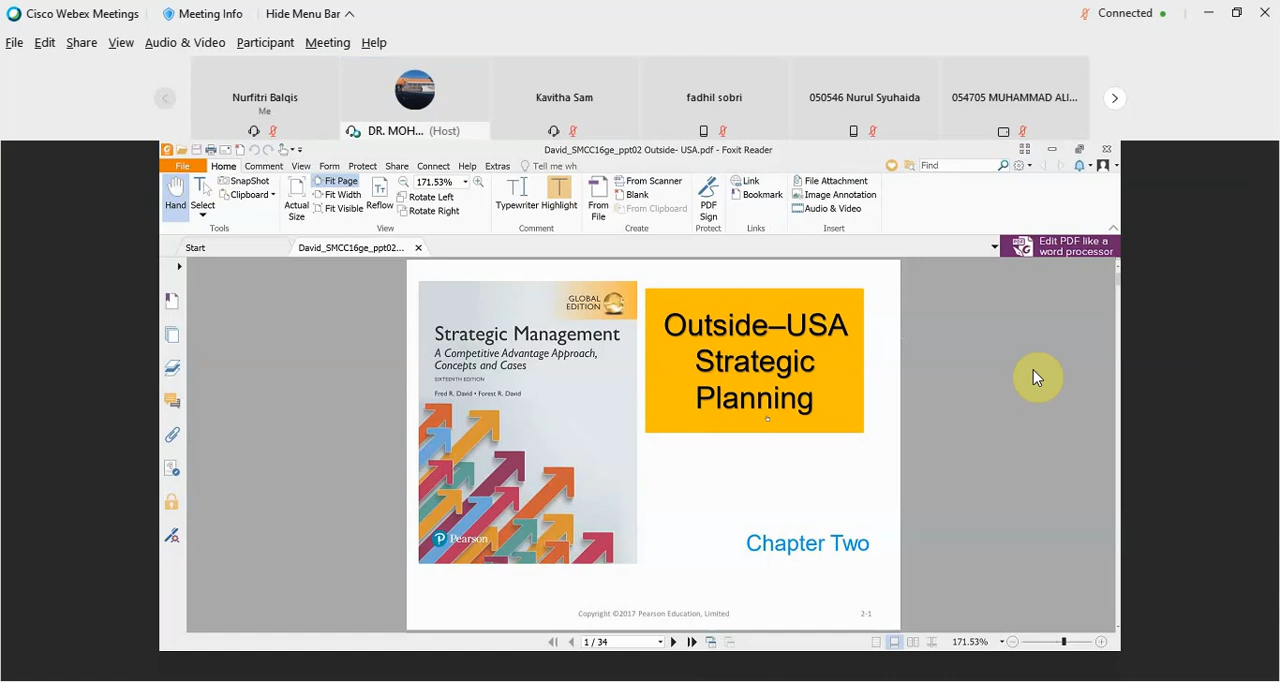 Cisco Webex Meetings
Meeting Info
Hide Menu Bar
Connected
File Edit Share View Audio & Video Participant Meeting Help
Nurfitri Balqis
Me
DR. MOH... (Host)
Kavitha Sam
fadhil sobri
050546 Nurul Syuhaida
054705 MUHAMMAD ALI...
David_SMCC16ge_ppt02 Outside- USA.pdf - Foxit Reader
File Home Comment View Form Protect Share Connect Help Extras Tell me wh
Find
Hand
Select
SnapShot
Clipboard
Tools
Actual
Size
Fit Page
Fit Width
Fit Visible
Reflow
171.53%
Rotate Left
Rotate Right
View
Typewriter
Highlight
Comment
From
File
From Scanner
Blank
From Clipboard
Create
PDF
Sign
Protect
Link
Bookmark
Links
File Attachment
Image Annotation
Audio & Video
Insert
Start
David_SMCC16ge_ppt02...
Edit PDF like a
word processor
GLOBAL
EDITION
Strategic Management
A Competitive Advantage Approach,
Concepts and Cases
SIXTEENTH EDITION
Fred R. David • Forest R. David
Pearson
Outside–USA
Strategic
Planning
Chapter Two
Copyright ©2017 Pearson Education, Limited
2-1
1 / 34
171.53%